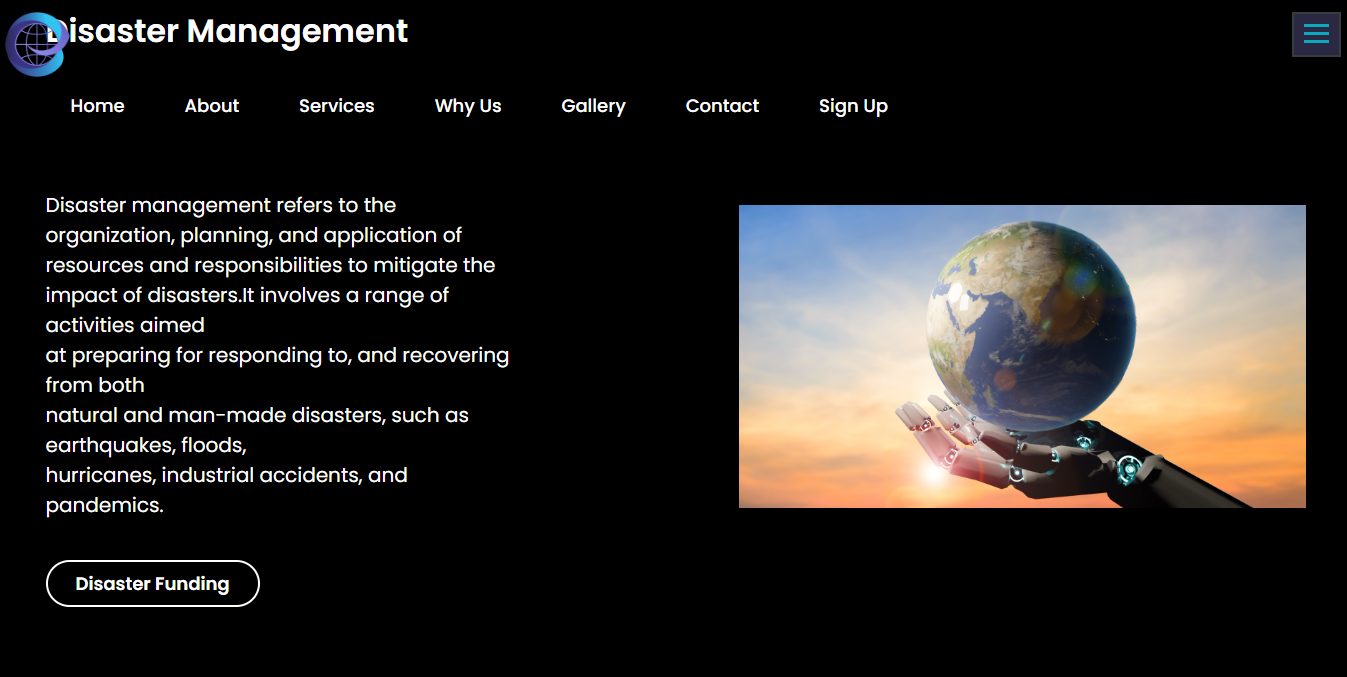 Disaster Management
Home About Services Why Us Gallery Contact Sign Up
Disaster management refers to the
organization, planning, and application of
resources and responsibilities to mitigate the
impact of disasters.It involves a range of
activities aimed
at preparing for responding to, and recovering
from both
natural and man-made disasters, such as
earthquakes, floods,
hurricanes, industrial accidents, and
pandemics.
Disaster Funding